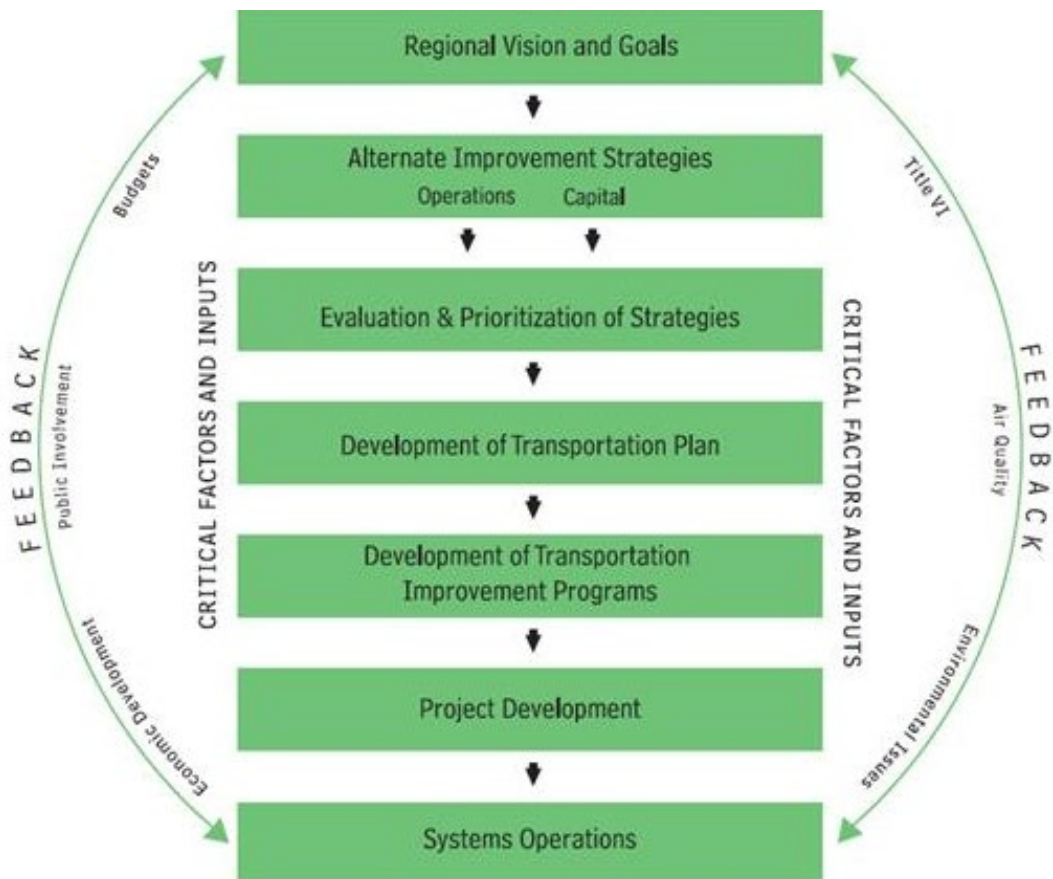 Regional Vision and Goals
Alternate Improvement Strategies
Operations Capital
Evaluation & Prioritization of Strategies
Development of Transportation Plan
Development of Transportation
Improvement Programs
Project Development
Systems Operations
FEEDBACK
Budgets
Public Involvement
Economic Development
CRITICAL FACTORS AND INPUTS
CRITICAL FACTORS AND INPUTS
Title VI
Air Quality
Environmental Issues
FEEDBACK